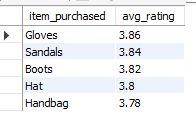 item_purchased avg_rating
Gloves 3.86
Sandals 3.84
Boots 3.82
Hat 3.8
Handbag 3.78